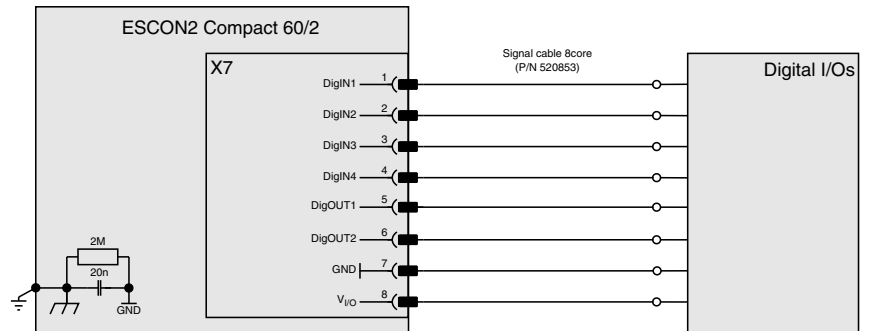 ESCON2 Compact 60/2
X7
Signal cable 8core
(P/N 520853)
Digital I/Os
DigIN1 1
DigIN2 2
DigIN3 3
DigIN4 4
DigOUT1 5
DigOUT2 6
GND 7
VI/O 8
2M
20n
GND